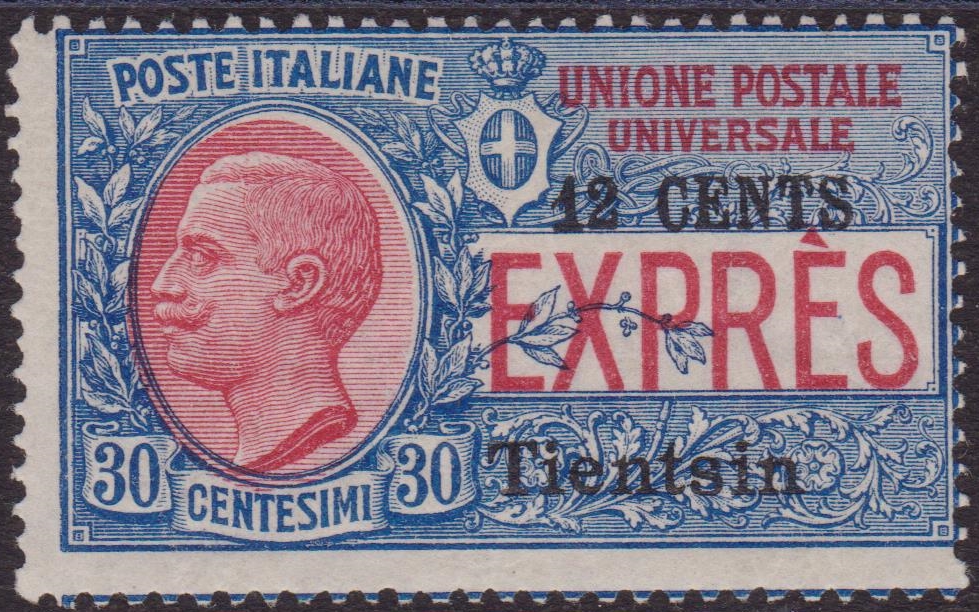 POSTE ITALIANE
UNIONE POSTALE
UNIVERSALE
12 CENTS
EXPRÈS
30 CENTESIMI 30
Tientsin